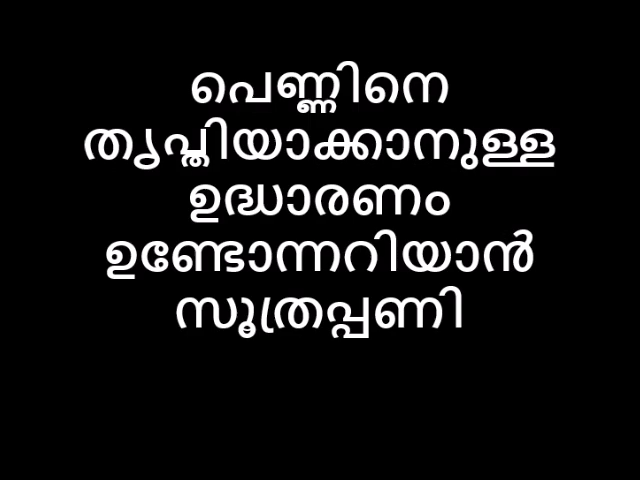 പെണ്ണിനെ
തൃപ്തിയാക്കാനുള്ള
ഉദ്ധാരണം
ഉണ്ടോന്നറിയാൻ
സൂത്രപ്പണി